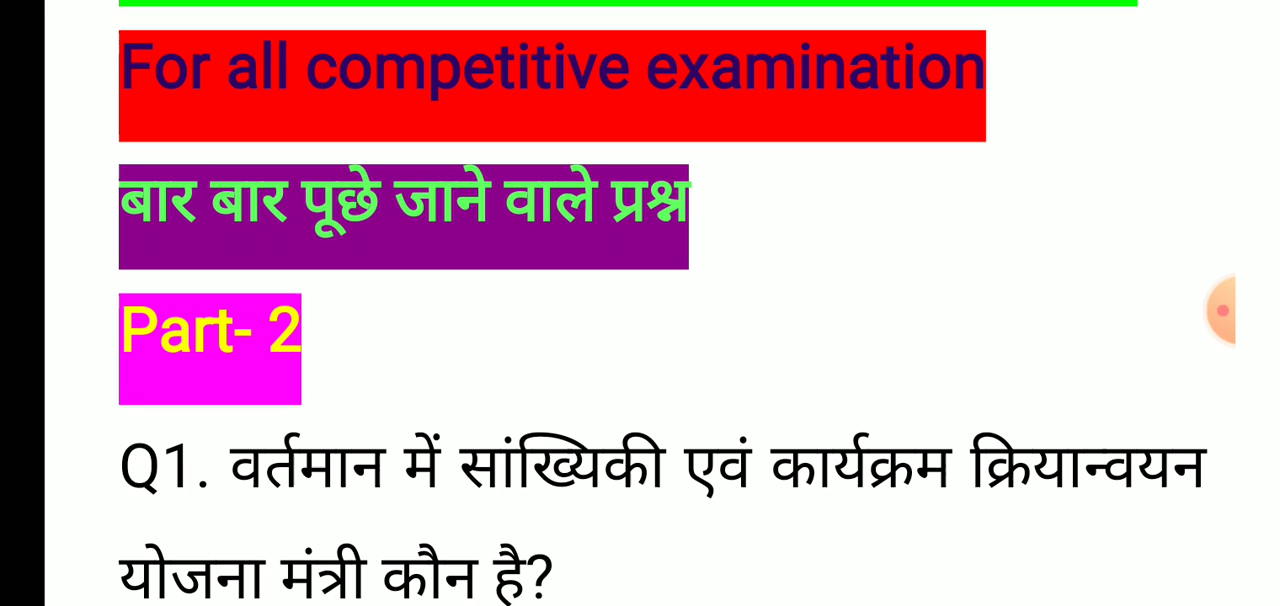 For all competitive examination
बार बार पूछे जाने वाले प्रश्न
Part- 2
Q1. वर्तमान में सांख्यिकी एवं कार्यक्रम क्रियान्वयन
योजना मंत्री कौन है?